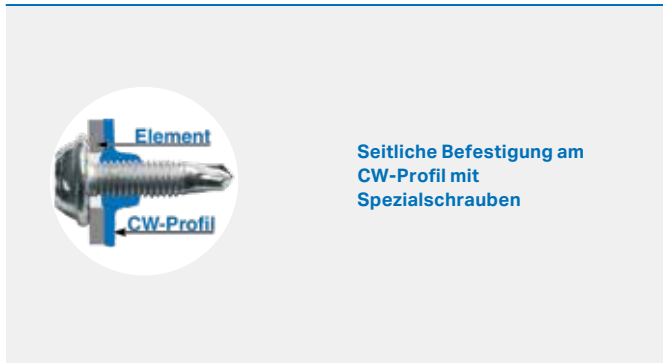 Element
CW-Profil
Seitliche Befestigung am
CW-Profil mit
Spezialschrauben